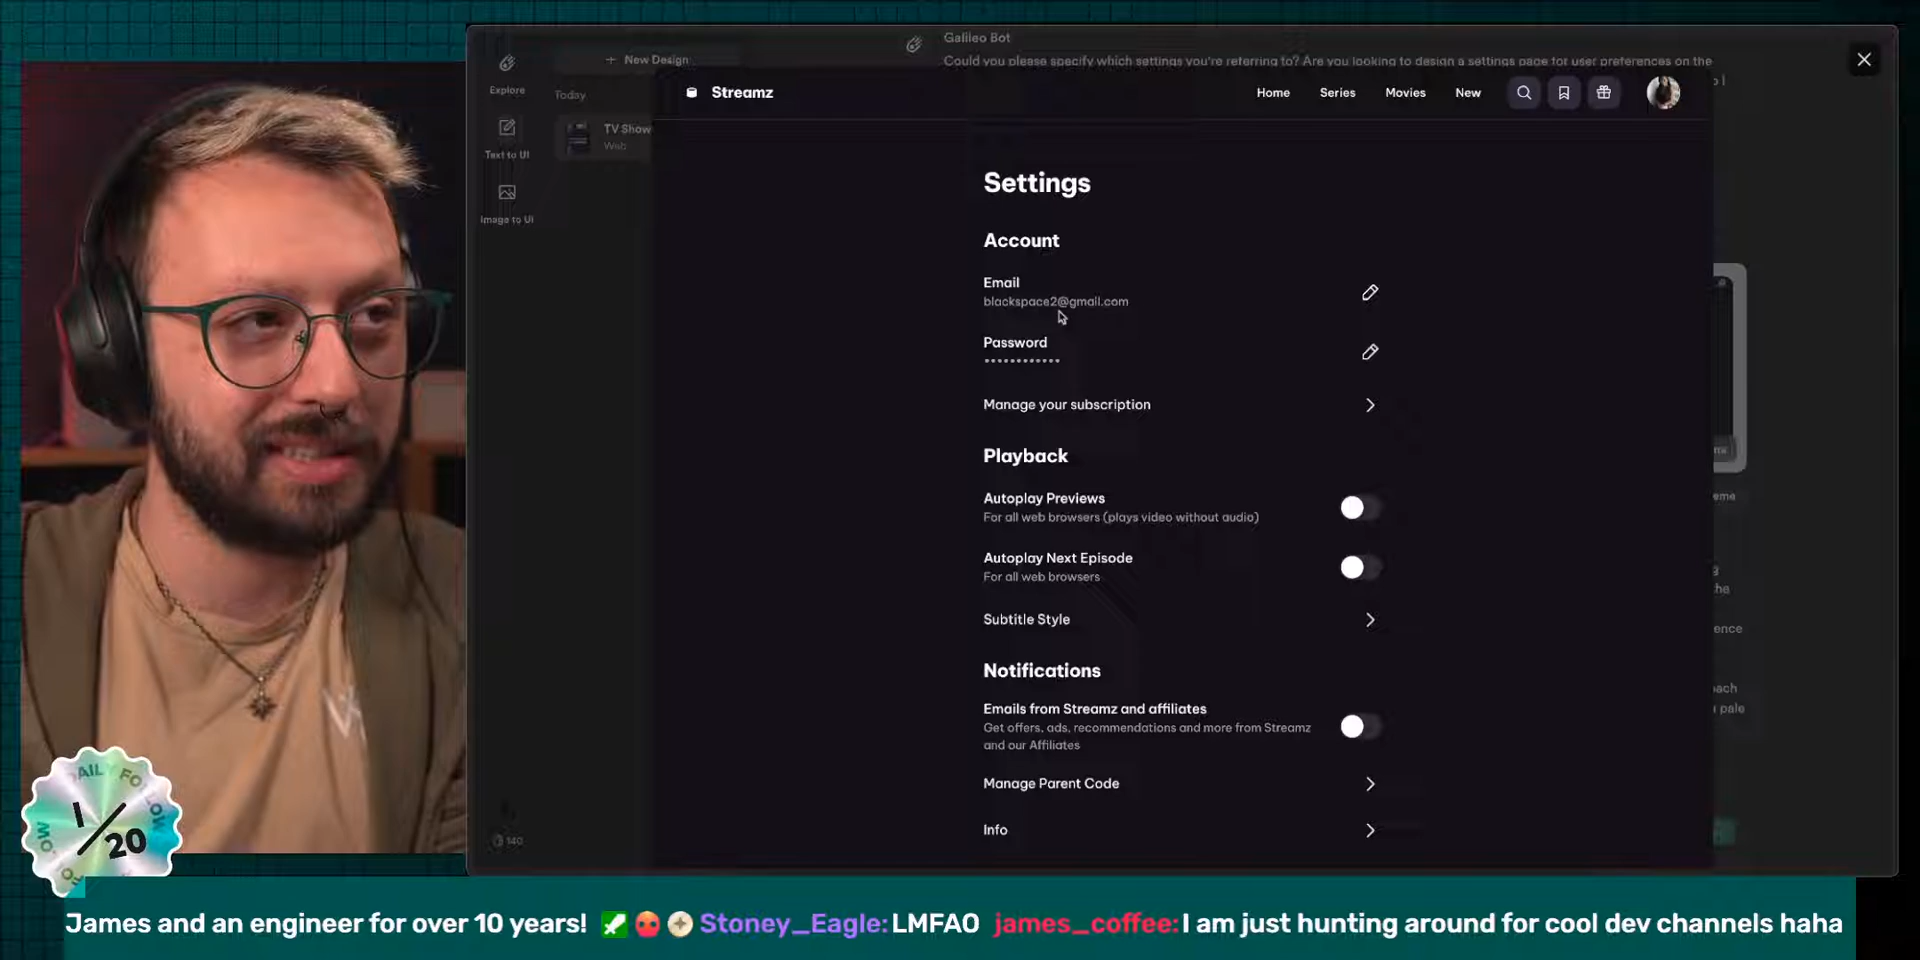 Galileo Bot
Could you please specify which settings you're referring to? Are you looking to design a settings page for user preferences on the
New Design
Explore
Today
Streamz
Home
Series
Movies
New
TV Show
Web
Text to UI
Image to UI
Settings
Account
Email
blackspace2@gmail.com
Password
Manage your subscription
Playback
Autoplay Previews
For all web browsers (plays video without audio)
Autoplay Next Episode
For all web browsers
Subtitle Style
Notifications
Emails from Streamz and affiliates
Get offers, ads, recommendations and more from Streamz
and our Affiliates
Manage Parent Code
Info
140
1/20
James and an engineer for over 10 years! Stoney_Eagle: LMFAO james_coffee: I am just hunting around for cool dev channels haha